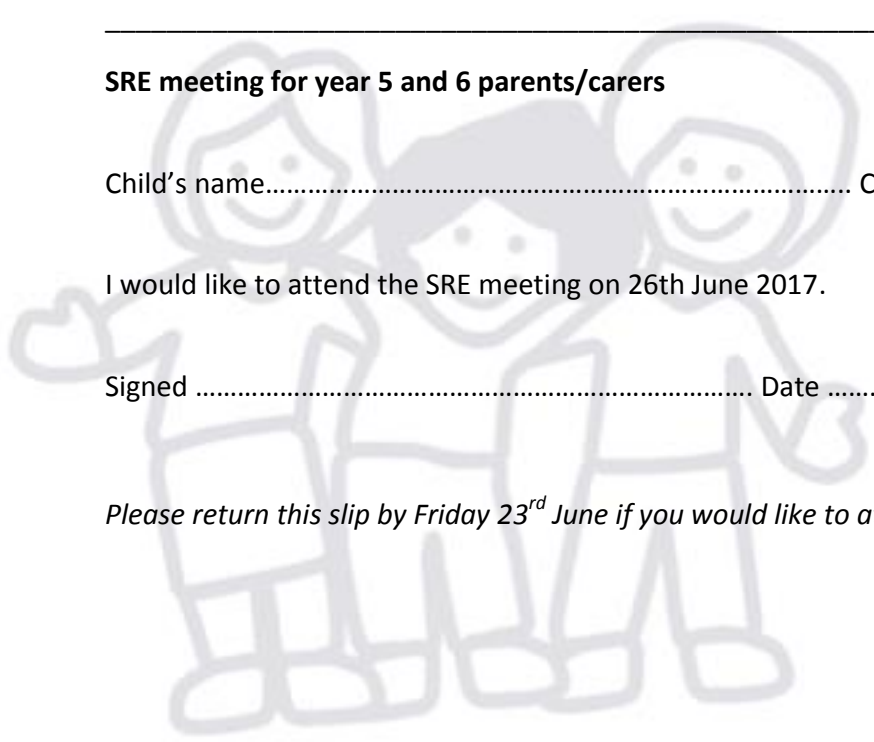 SRE meeting for year 5 and 6 parents/carers
Child’s name……………………………………………………………………….. C
I would like to attend the SRE meeting on 26th June 2017.
Signed ……………………………………………………………………. Date …….
Please return this slip by Friday 23rd June if you would like to a